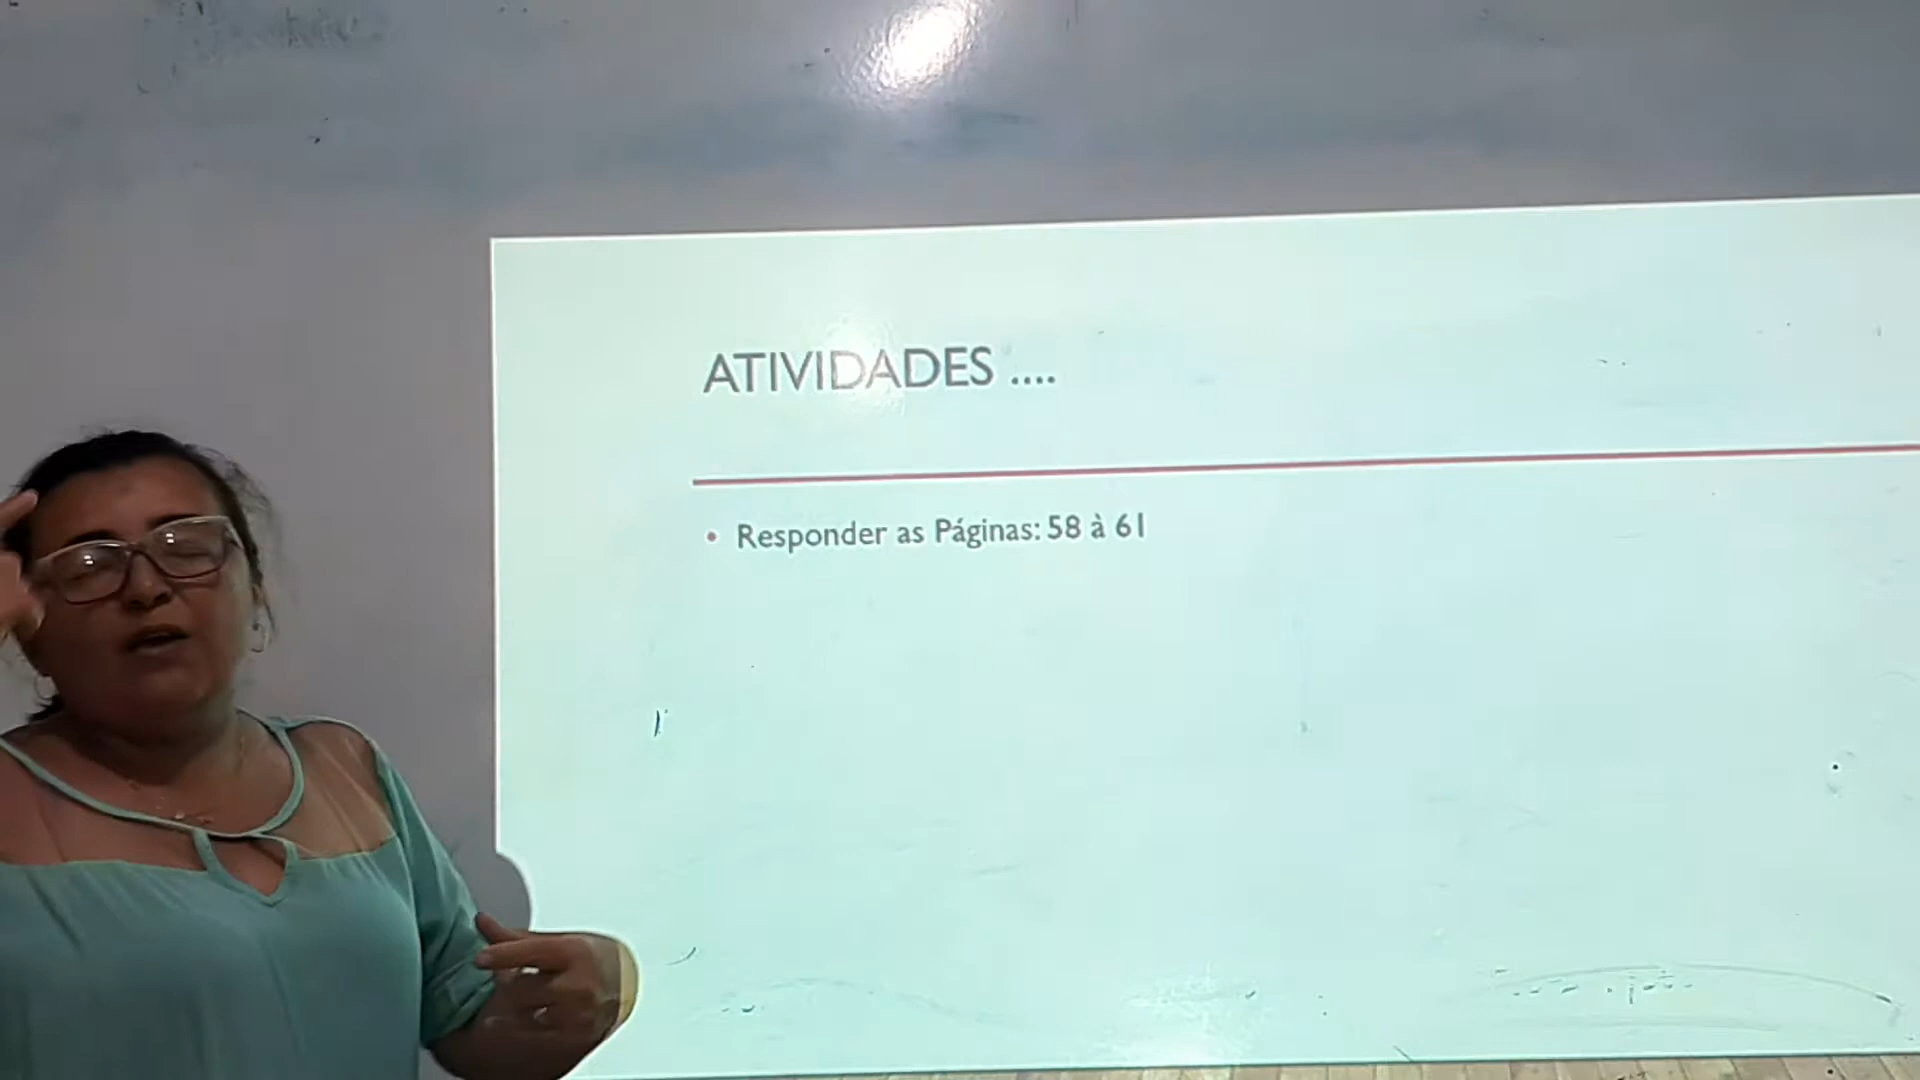 ATIVIDADES ....
• Responder as Páginas: 58 à 61